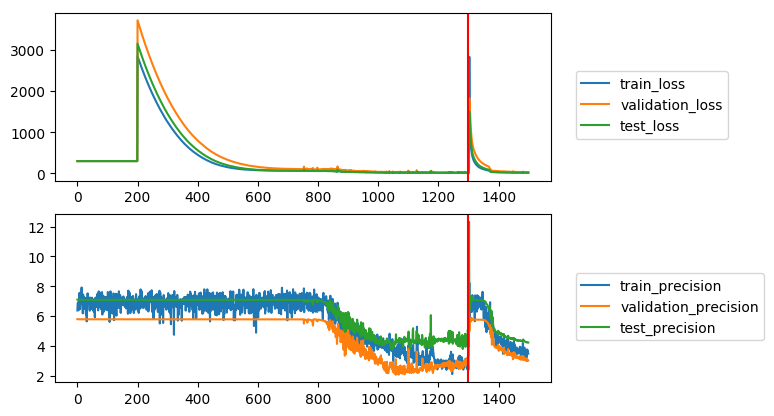 3000
2000
1000
0
0 200 400 600 800 1000 1200 1400
train_loss
validation_loss
test_loss
12
10
8
6
4
2
0 200 400 600 800 1000 1200 1400
train_precision
validation_precision
test_precision